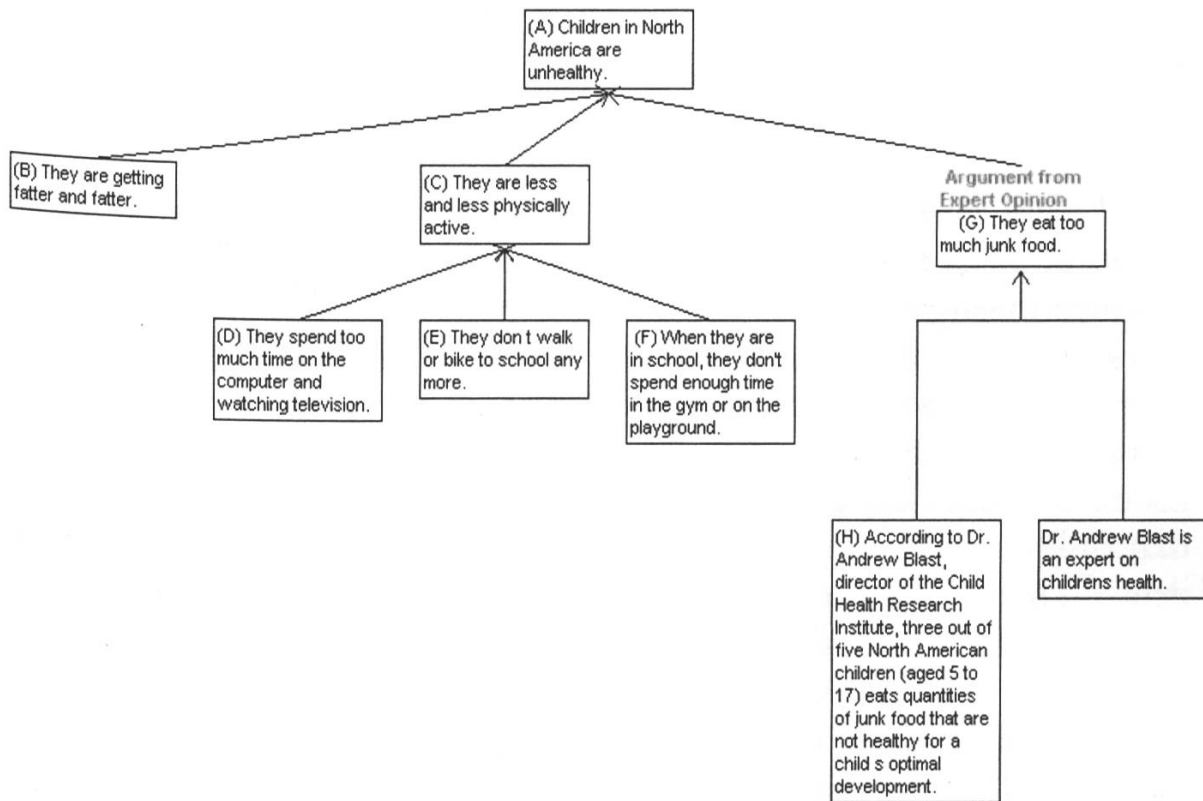 (A) Children in North
America are
unhealthy.
(B) They are getting
fatter and fatter.
(C) They are less
and less physically
active.
Argument from
Expert Opinion
(G) They eat too
much junk food.
(D) They spend too
much time on the
computer and
watching television.
(E) They don t walk
or bike to school any
more.
(F) When they are
in school, they don't
spend enough time
in the gym or on the
playground.
(H) According to Dr.
Andrew Blast,
director of the Child
Health Research
Institute, three out of
five North American
children (aged 5 to
17) eats quantities
of junk food that are
not healthy for a
child s optimal
development.
Dr. Andrew Blast is
an expert on
childrens health.